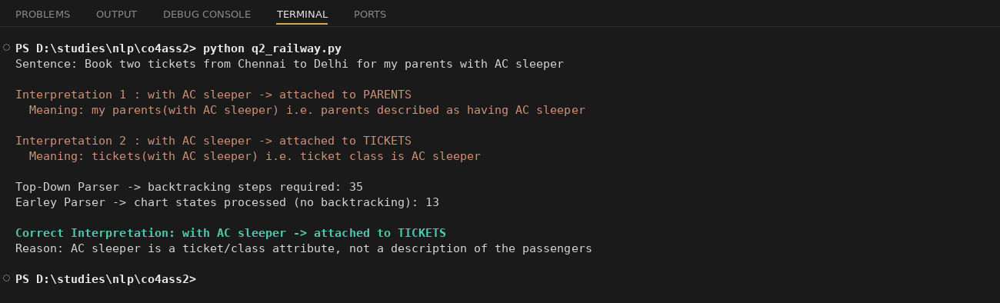 PROBLEMS OUTPUT DEBUG CONSOLE TERMINAL PORTS
PS D:\studies\nlp\co4ass2> python q2_railway.py
Sentence: Book two tickets from Chennai to Delhi for my parents with AC sleeper
Interpretation 1 : with AC sleeper -> attached to PARENTS
Meaning: my parents(with AC sleeper) i.e. parents described as having AC sleeper
Interpretation 2 : with AC sleeper -> attached to TICKETS
Meaning: tickets(with AC sleeper) i.e. ticket class is AC sleeper
Top-Down Parser -> backtracking steps required: 35
Earley Parser -> chart states processed (no backtracking): 13
Correct Interpretation: with AC sleeper -> attached to TICKETS
Reason: AC sleeper is a ticket/class attribute, not a description of the passengers
PS D:\studies\nlp\co4ass2>